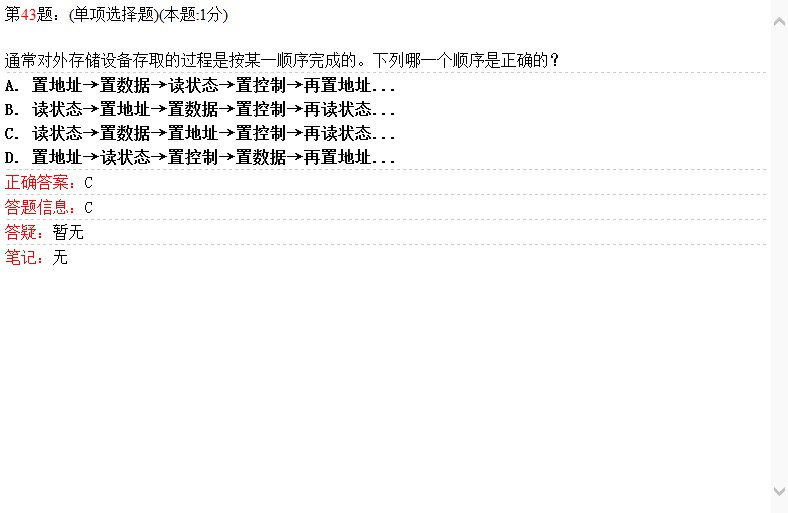 第43题：(单项选择题)(本题:1分)
通常对外存储设备存取的过程是按某一顺序完成的。下列哪一个顺序是正确的?
A. 置地址→置数据→读状态→置控制→再置地址...
B. 读状态→置地址→置数据→置控制→再读状态...
C. 读状态→置数据→置地址→置控制→再读状态...
D. 置地址→读状态→置控制→置数据→再置地址...
正确答案：C
答题信息：C
答疑：暂无
笔记：无